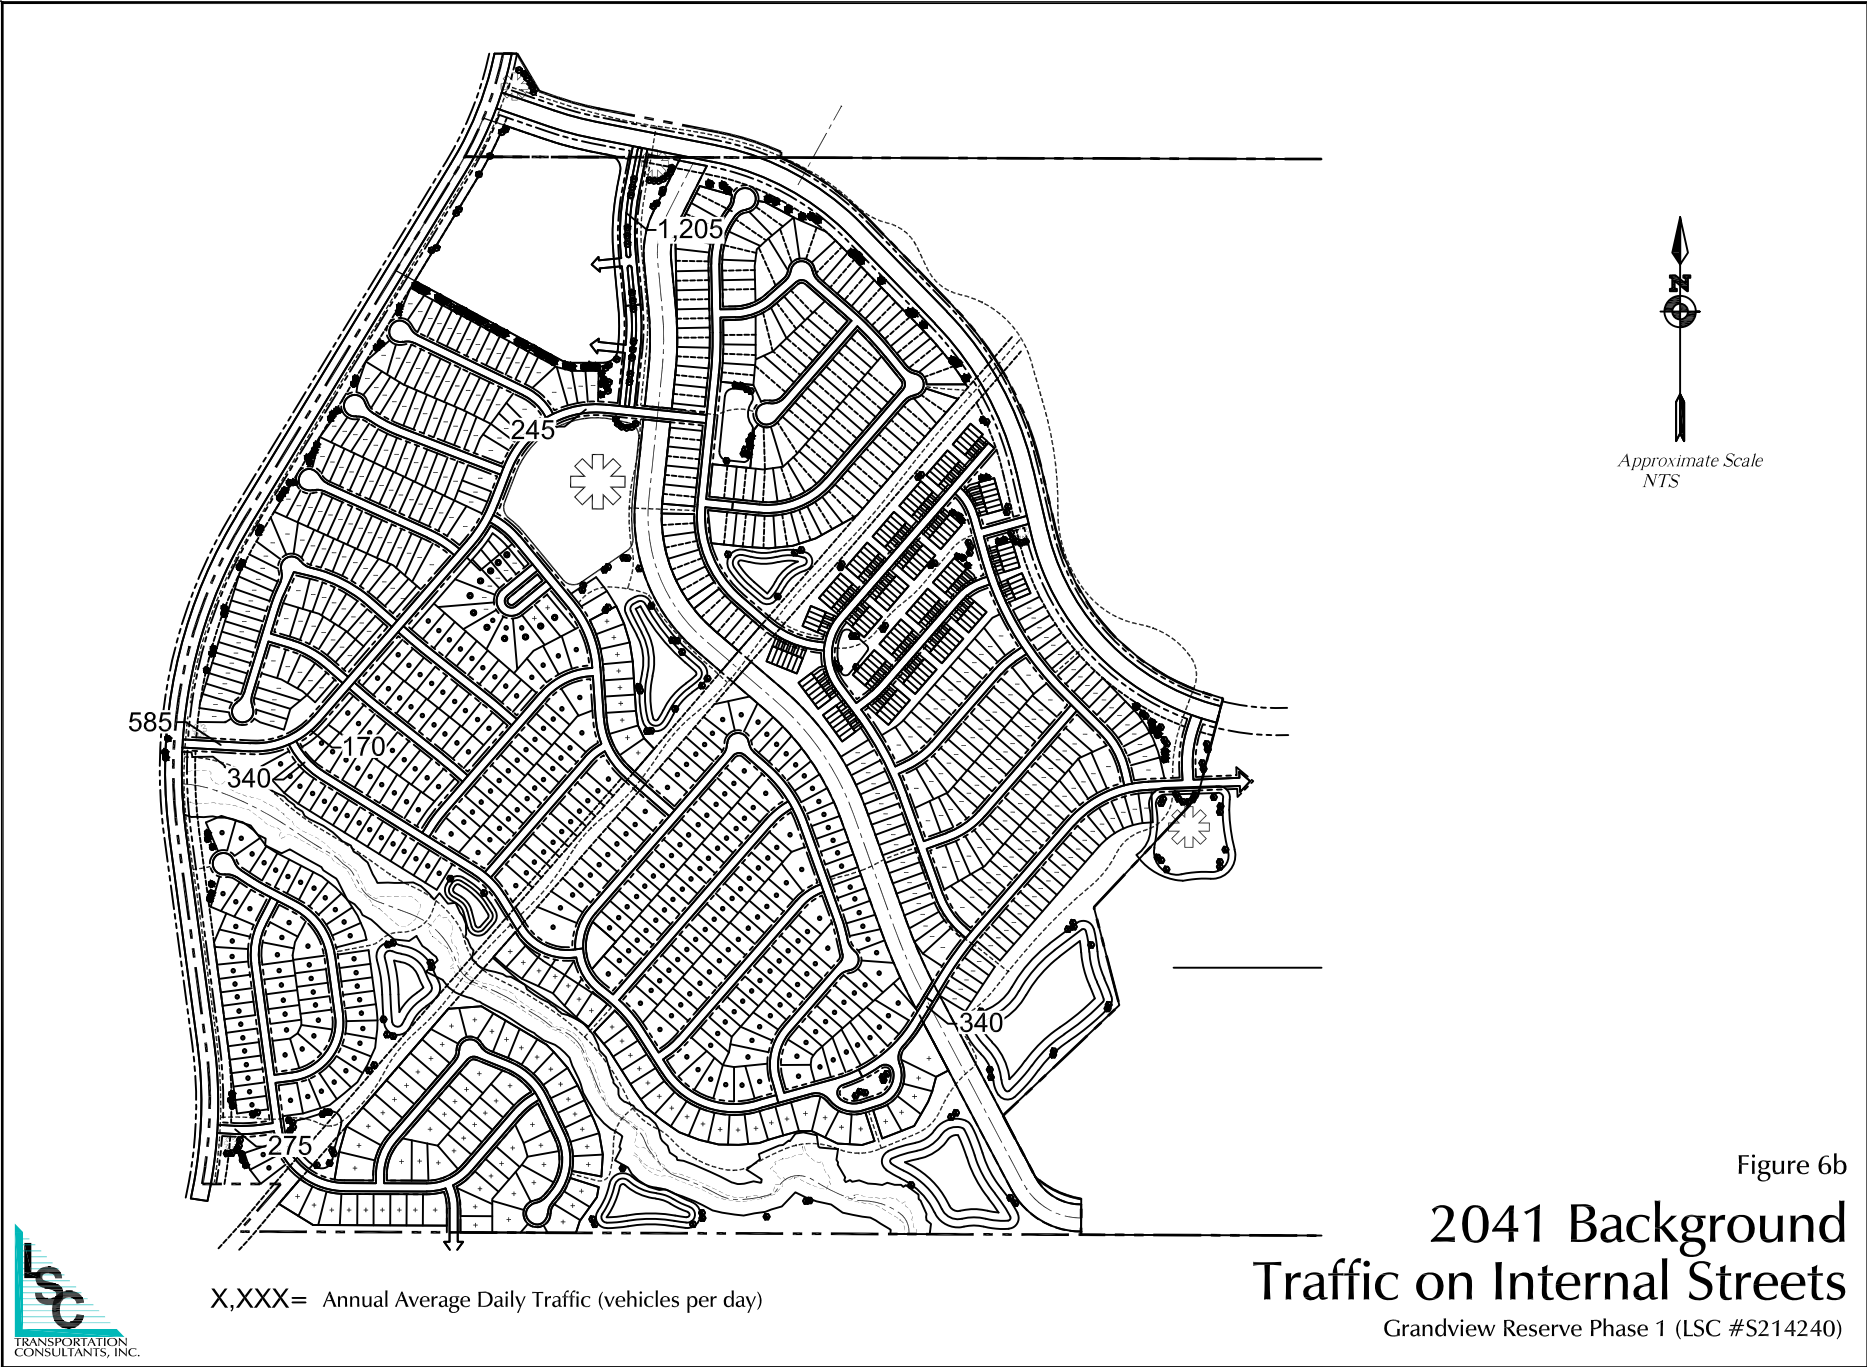 1,205
N
Approximate Scale
NTS
245
585
170
340
340
275
Figure 6b
2041 Background
Traffic on Internal Streets
Grandview Reserve Phase 1 (LSC #S214240)
X,XXX= Annual Average Daily Traffic (vehicles per day)
LSC
TRANSPORTATION
CONSULTANTS, INC.